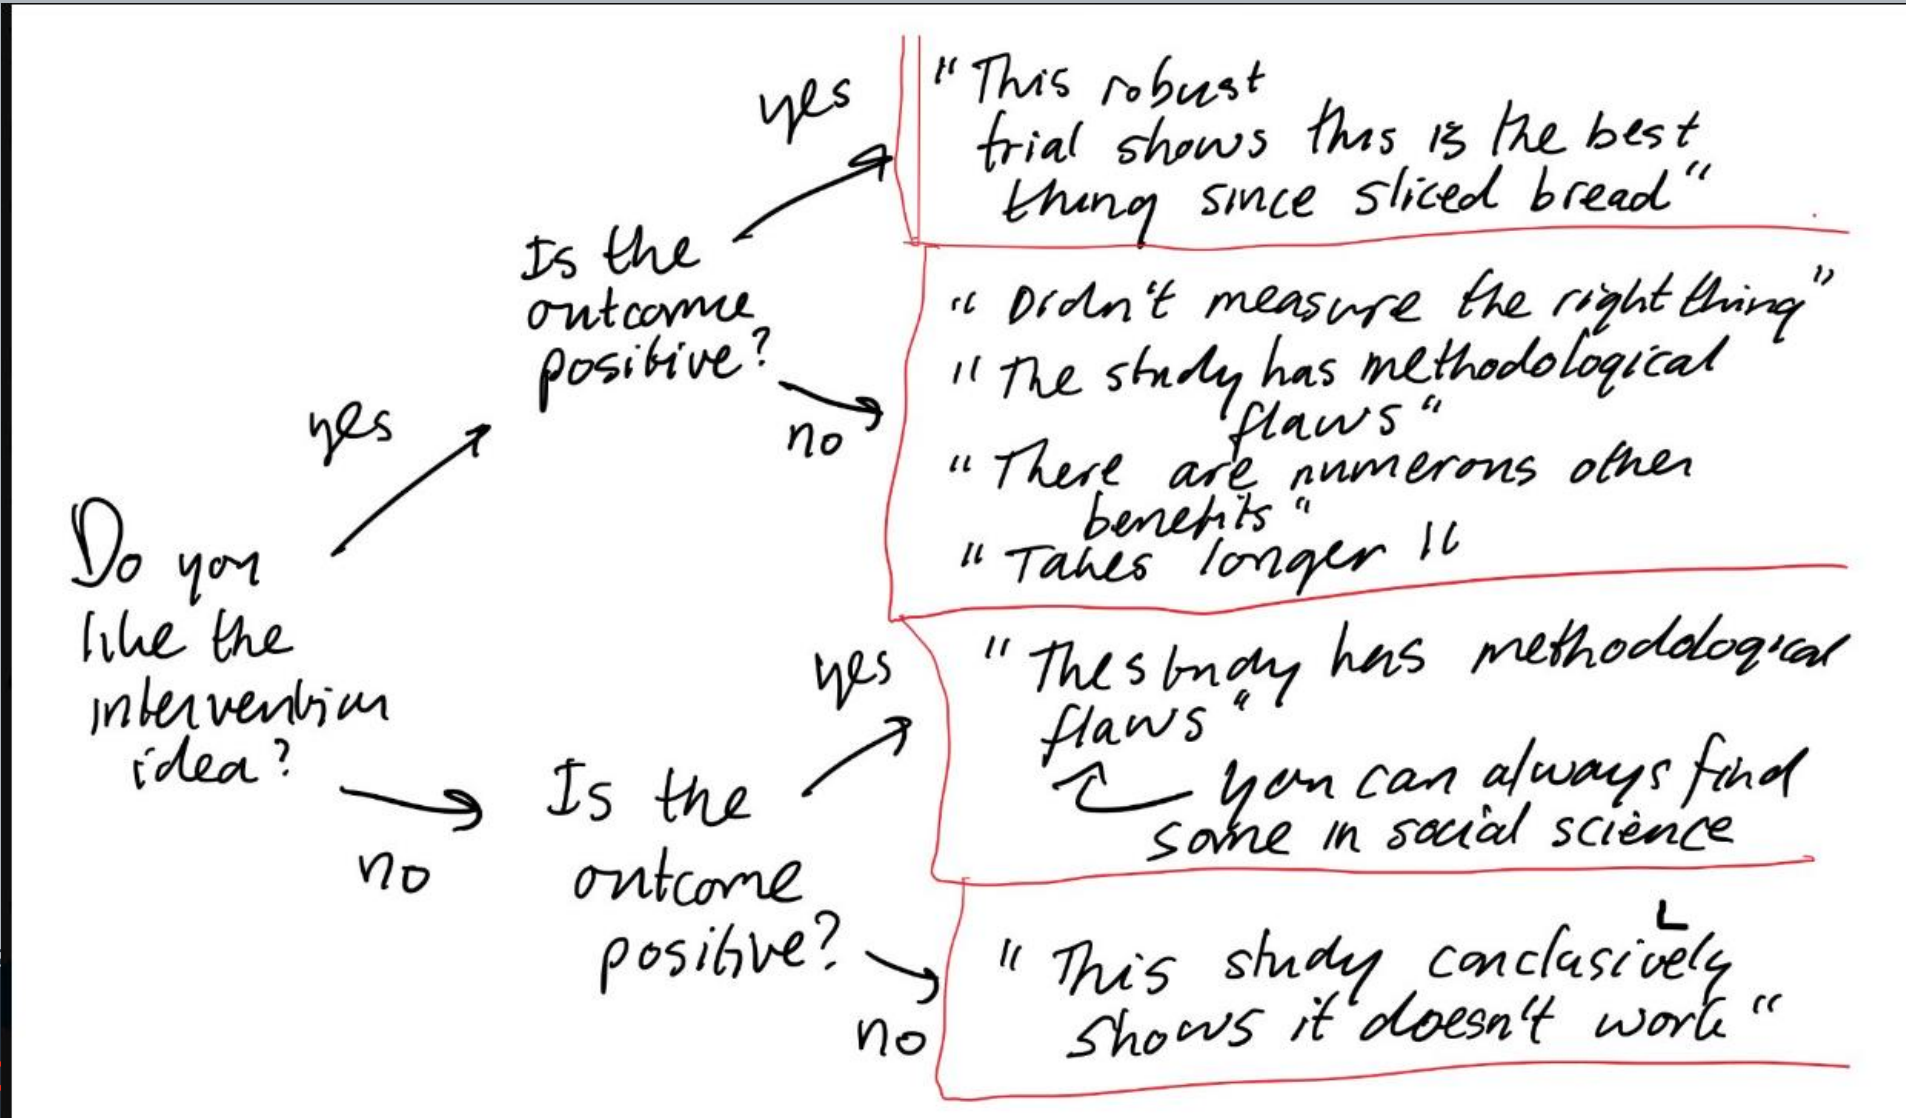 Do you
like the
intervention
idea?
yes
no
Is the
outcome
positive?
yes
no
"This robust
trial shows this is the best
thing since sliced bread"
"Didn't measure the right thing"
"The study has methodological
flaws"
"There are numerous other
benefits"
"Takes longer"
Is the
outcome
positive?
yes
no
"The study has methodological
flaws"
you can always find
some in social science
"This study conclusively
shows it doesn't work"